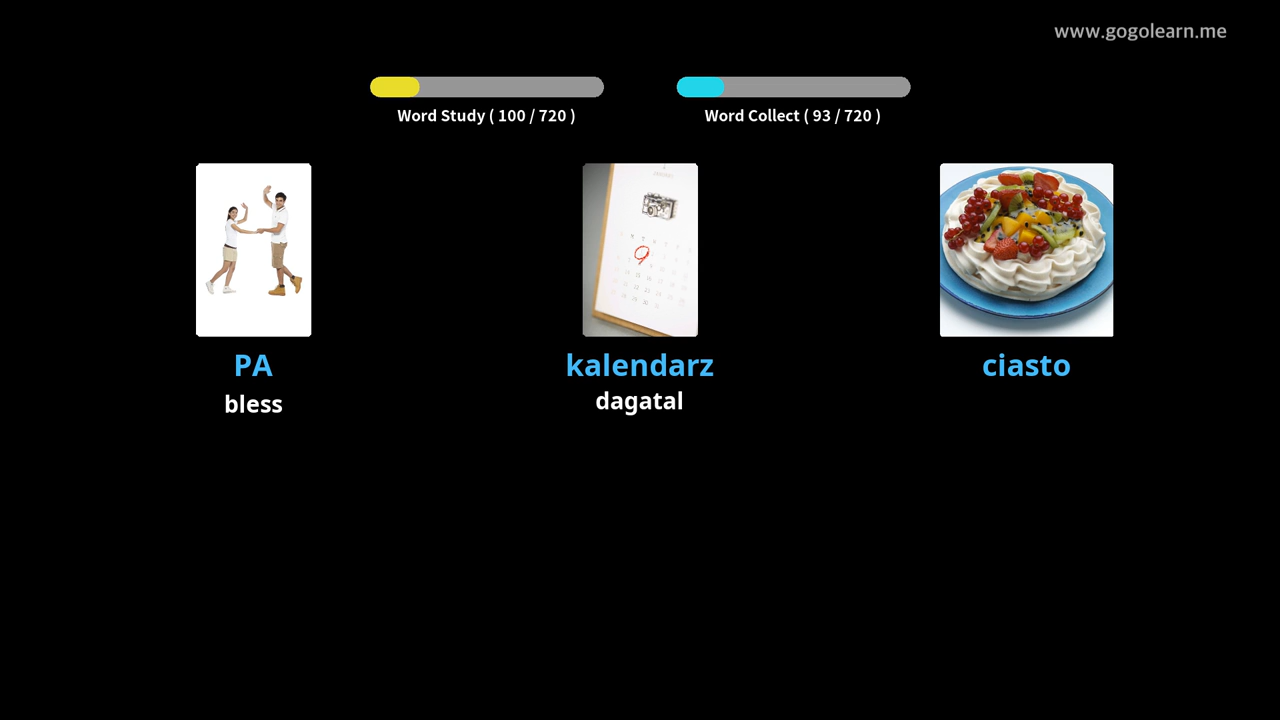 www.gogolearn.me
Word Study ( 100 / 720 )
Word Collect ( 93 / 720 )
PA
bless
kalendarz
dagatal
ciasto